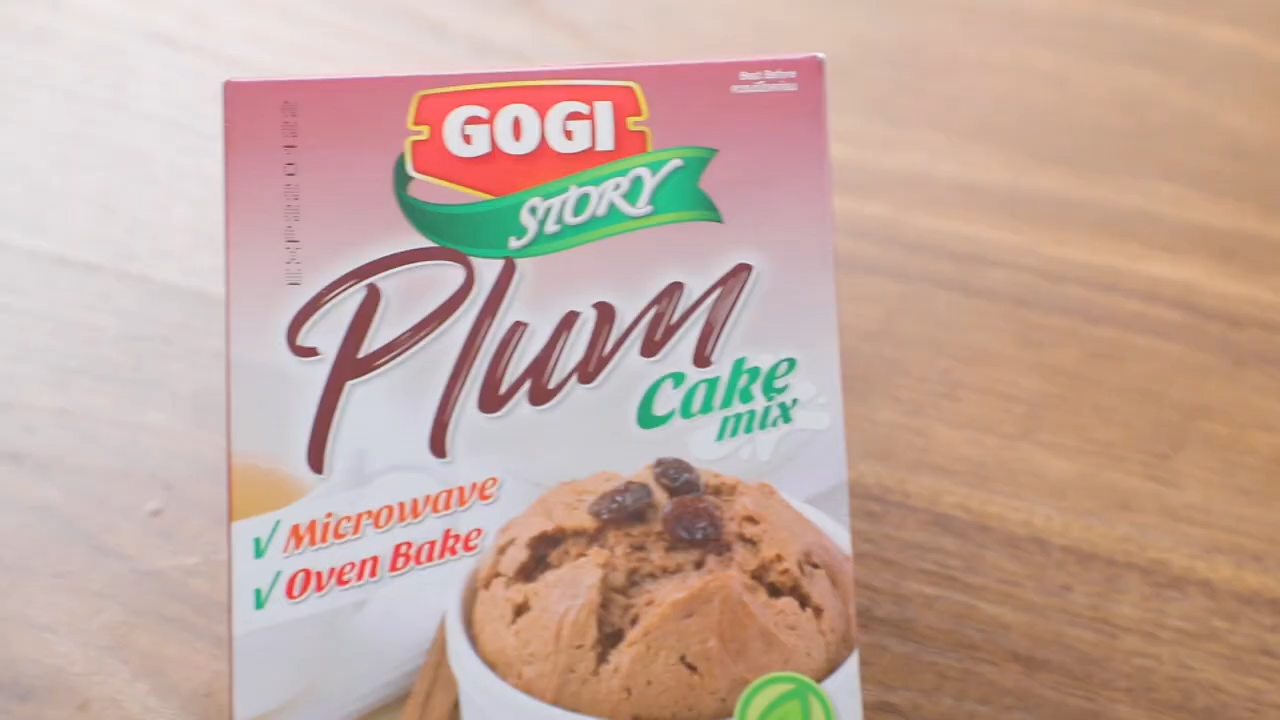 Best Before
GOGI
STORY
Plum
Cake
mix
√ Microwave
√ Oven Bake